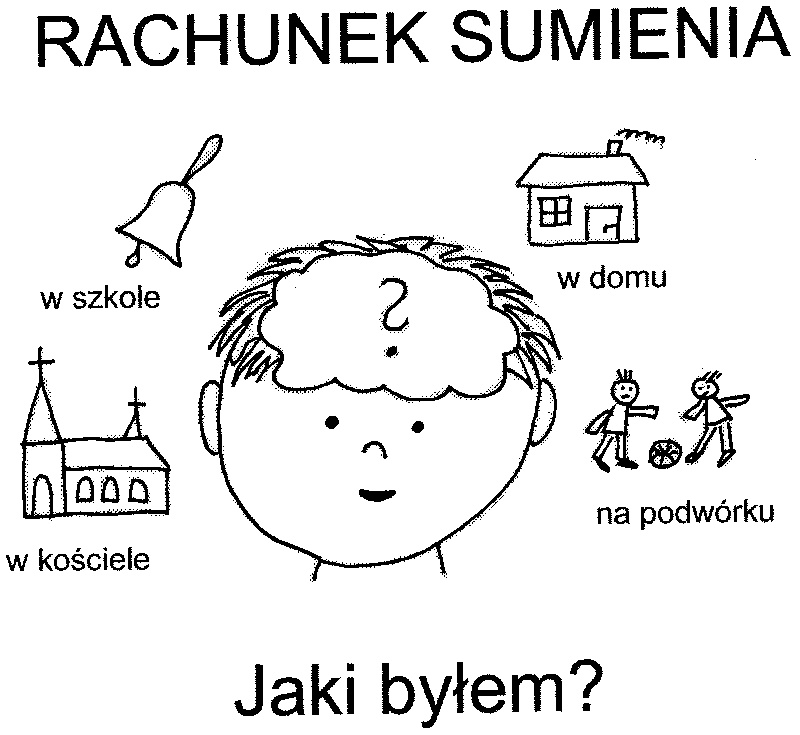 RACHUNEK SUMIENIA
w szkole
w domu
?
w kościele
na podwórku
Jaki byłem?